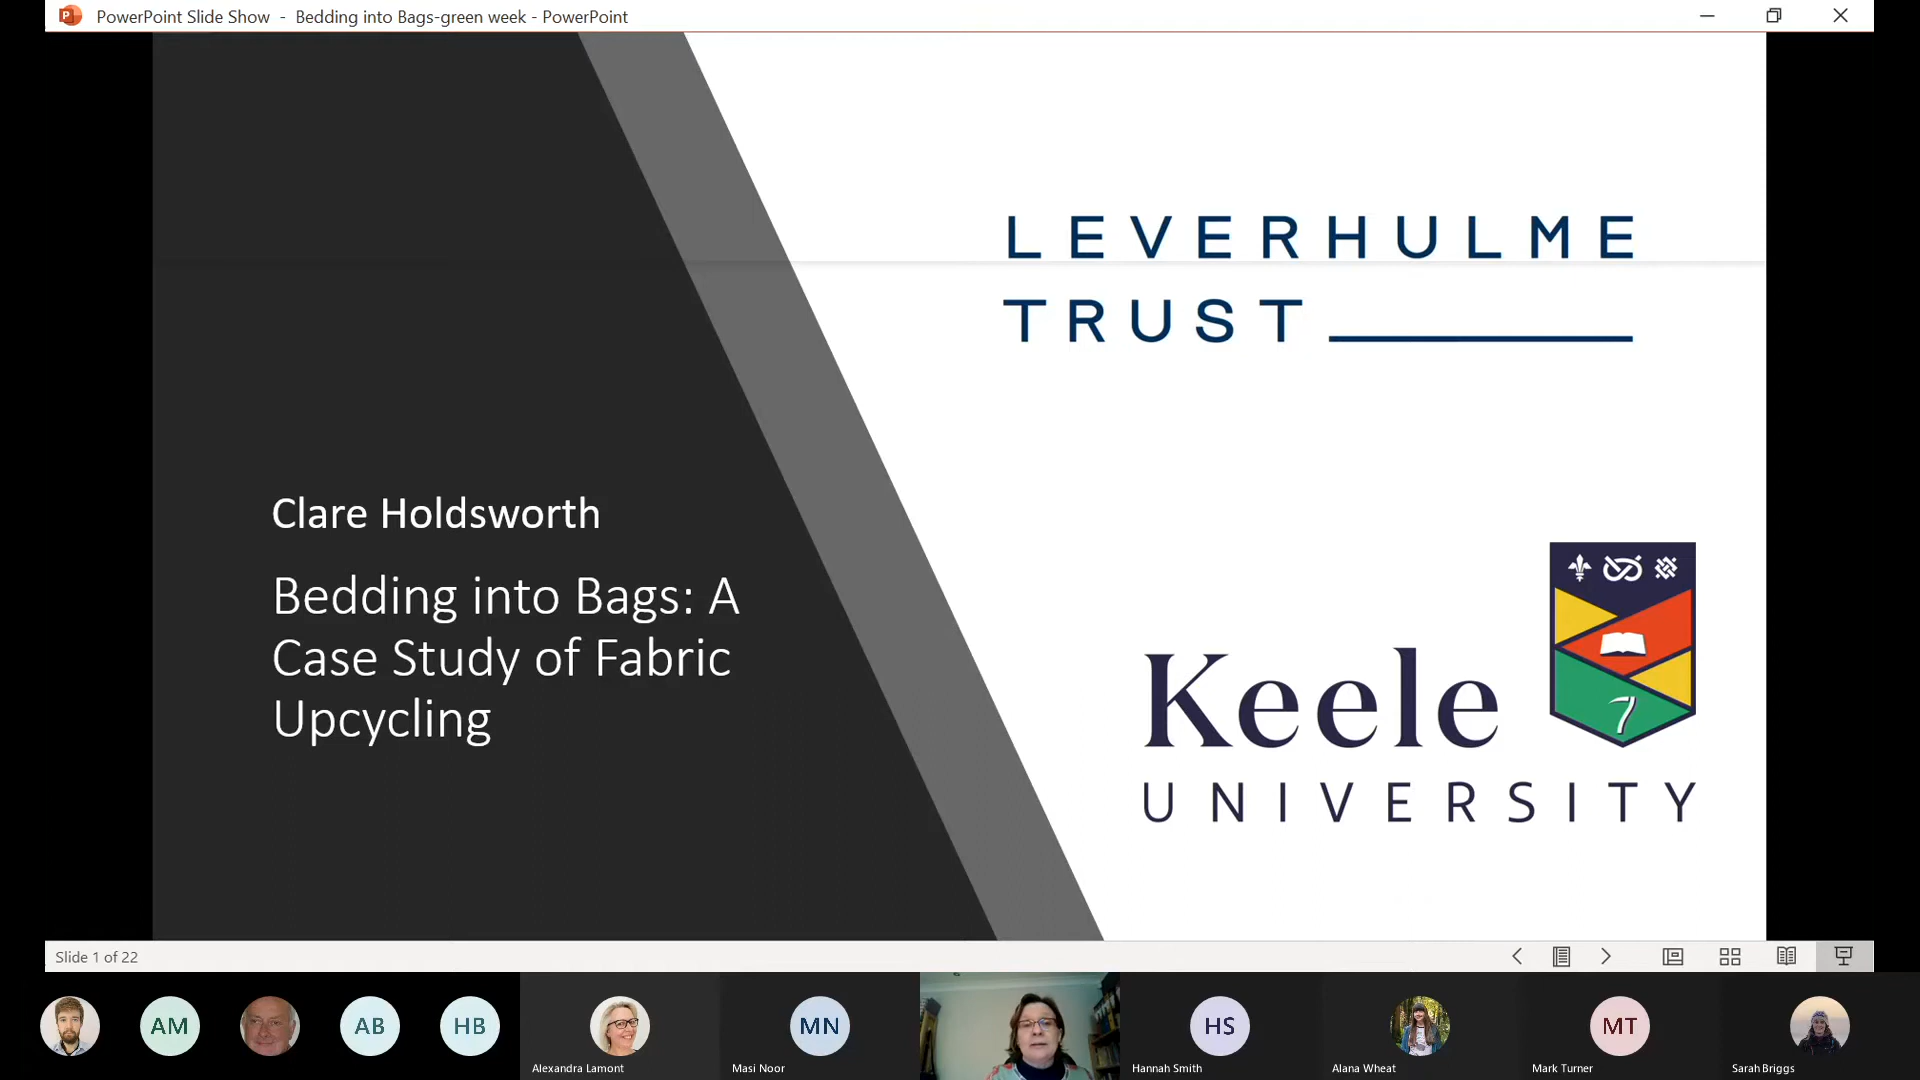 PowerPoint Slide Show - Bedding into Bags-green week - PowerPoint
LEVERHULME
TRUST
Clare Holdsworth
Bedding into Bags: A
Case Study of Fabric
Upcycling
Keele
UNIVERSITY
Slide 1 of 22
AM
AB
HB
MN
HS
MT
Alexandra Lamont
Masi Noor
Hannah Smith
Alana Wheat
Mark Turner
Sarah Briggs